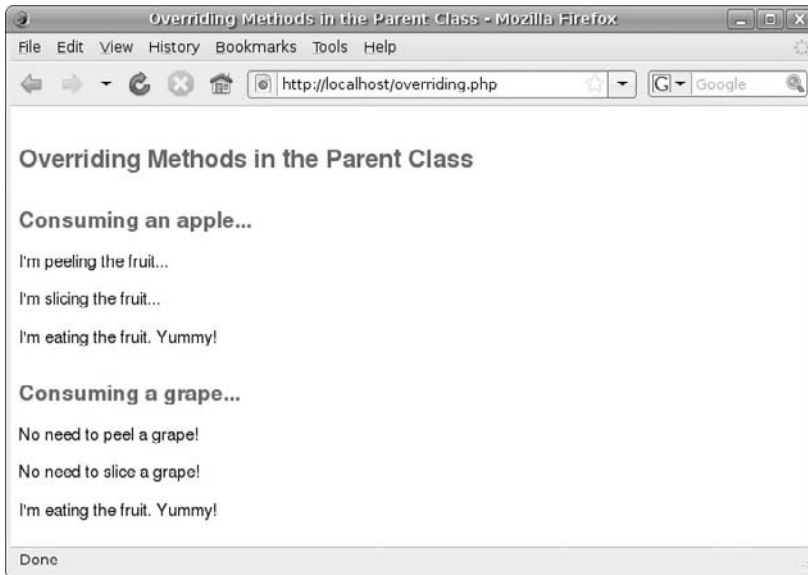 Overriding Methods in the Parent Class - Mozilla Firefox
File Edit View History Bookmarks Tools Help
http://localhost/overriding.php G Google
Overriding Methods in the Parent Class
Consuming an apple...
I'm peeling the fruit...
I'm slicing the fruit...
I'm eating the fruit. Yummy!
Consuming a grape...
No need to peel a grape!
No need to slice a grape!
I'm eating the fruit. Yummy!
Done